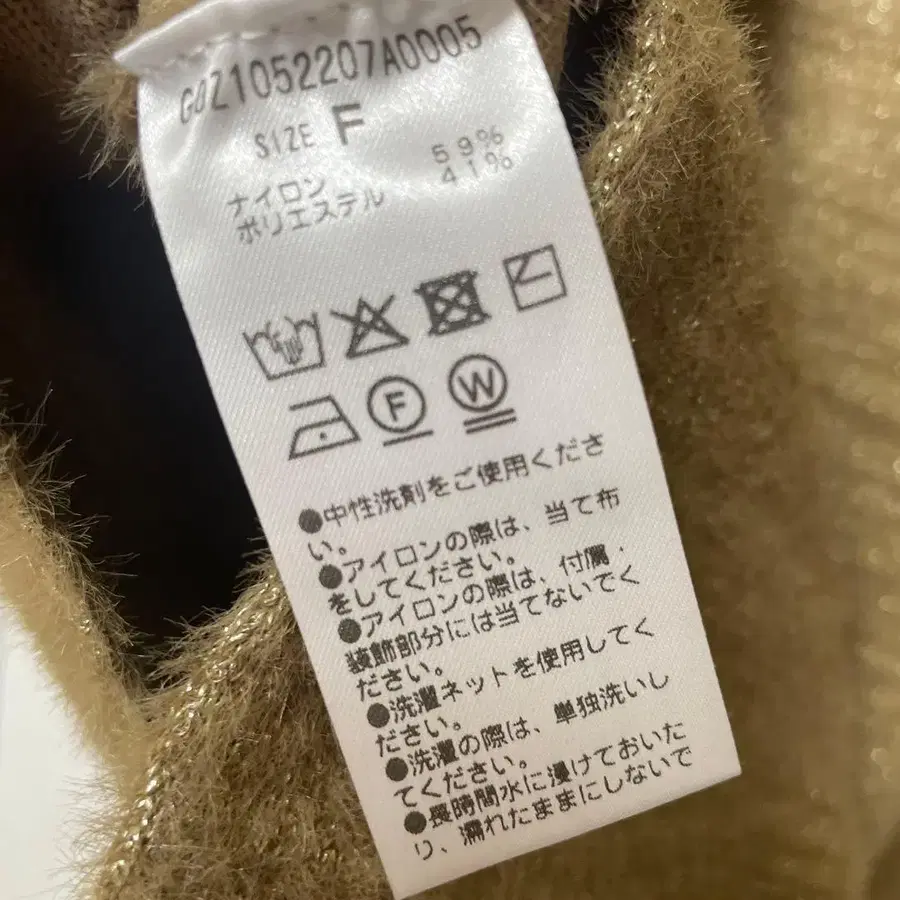 G0Z1052207A0005
SIZE F
ナイロン 59%
ポリエステル 41%
F W
●中性洗剤をご使用くださ
い。
●アイロンの際は、当て布
をしてください。
●アイロンの際は、付属・
装飾部分には当てないでく
ださい。
●洗濯ネットを使用してく
ださい。
●洗濯の際は、単独洗いし
てください。
●長時間水に浸けておいた
り、濡れたままにしないで